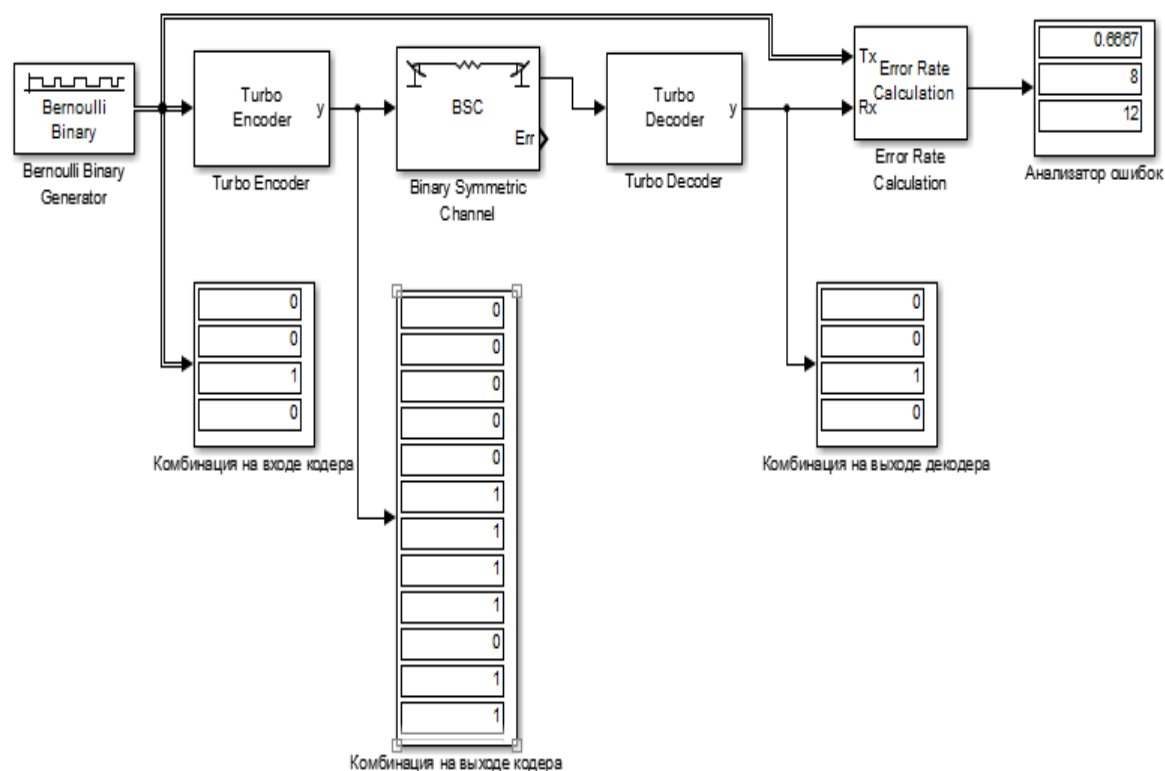 Bernoulli
Binary
Bernoulli Binary
Generator
Turbo
Encoder
y
Turbo Encoder
BSC
Err
Binary Symmetric
Channel
Turbo
Decoder
y
Turbo Decoder
Tx
Rx
Error Rate
Calculation
Error Rate
Calculation
0.6667
8
12
Анализатор ошибок
0
0
1
0
Комбинация на входе кодера
0
0
0
0
0
1
1
1
1
0
1
1
Комбинация на выходе кодера
0
0
1
0
Комбинация на выходе декодера